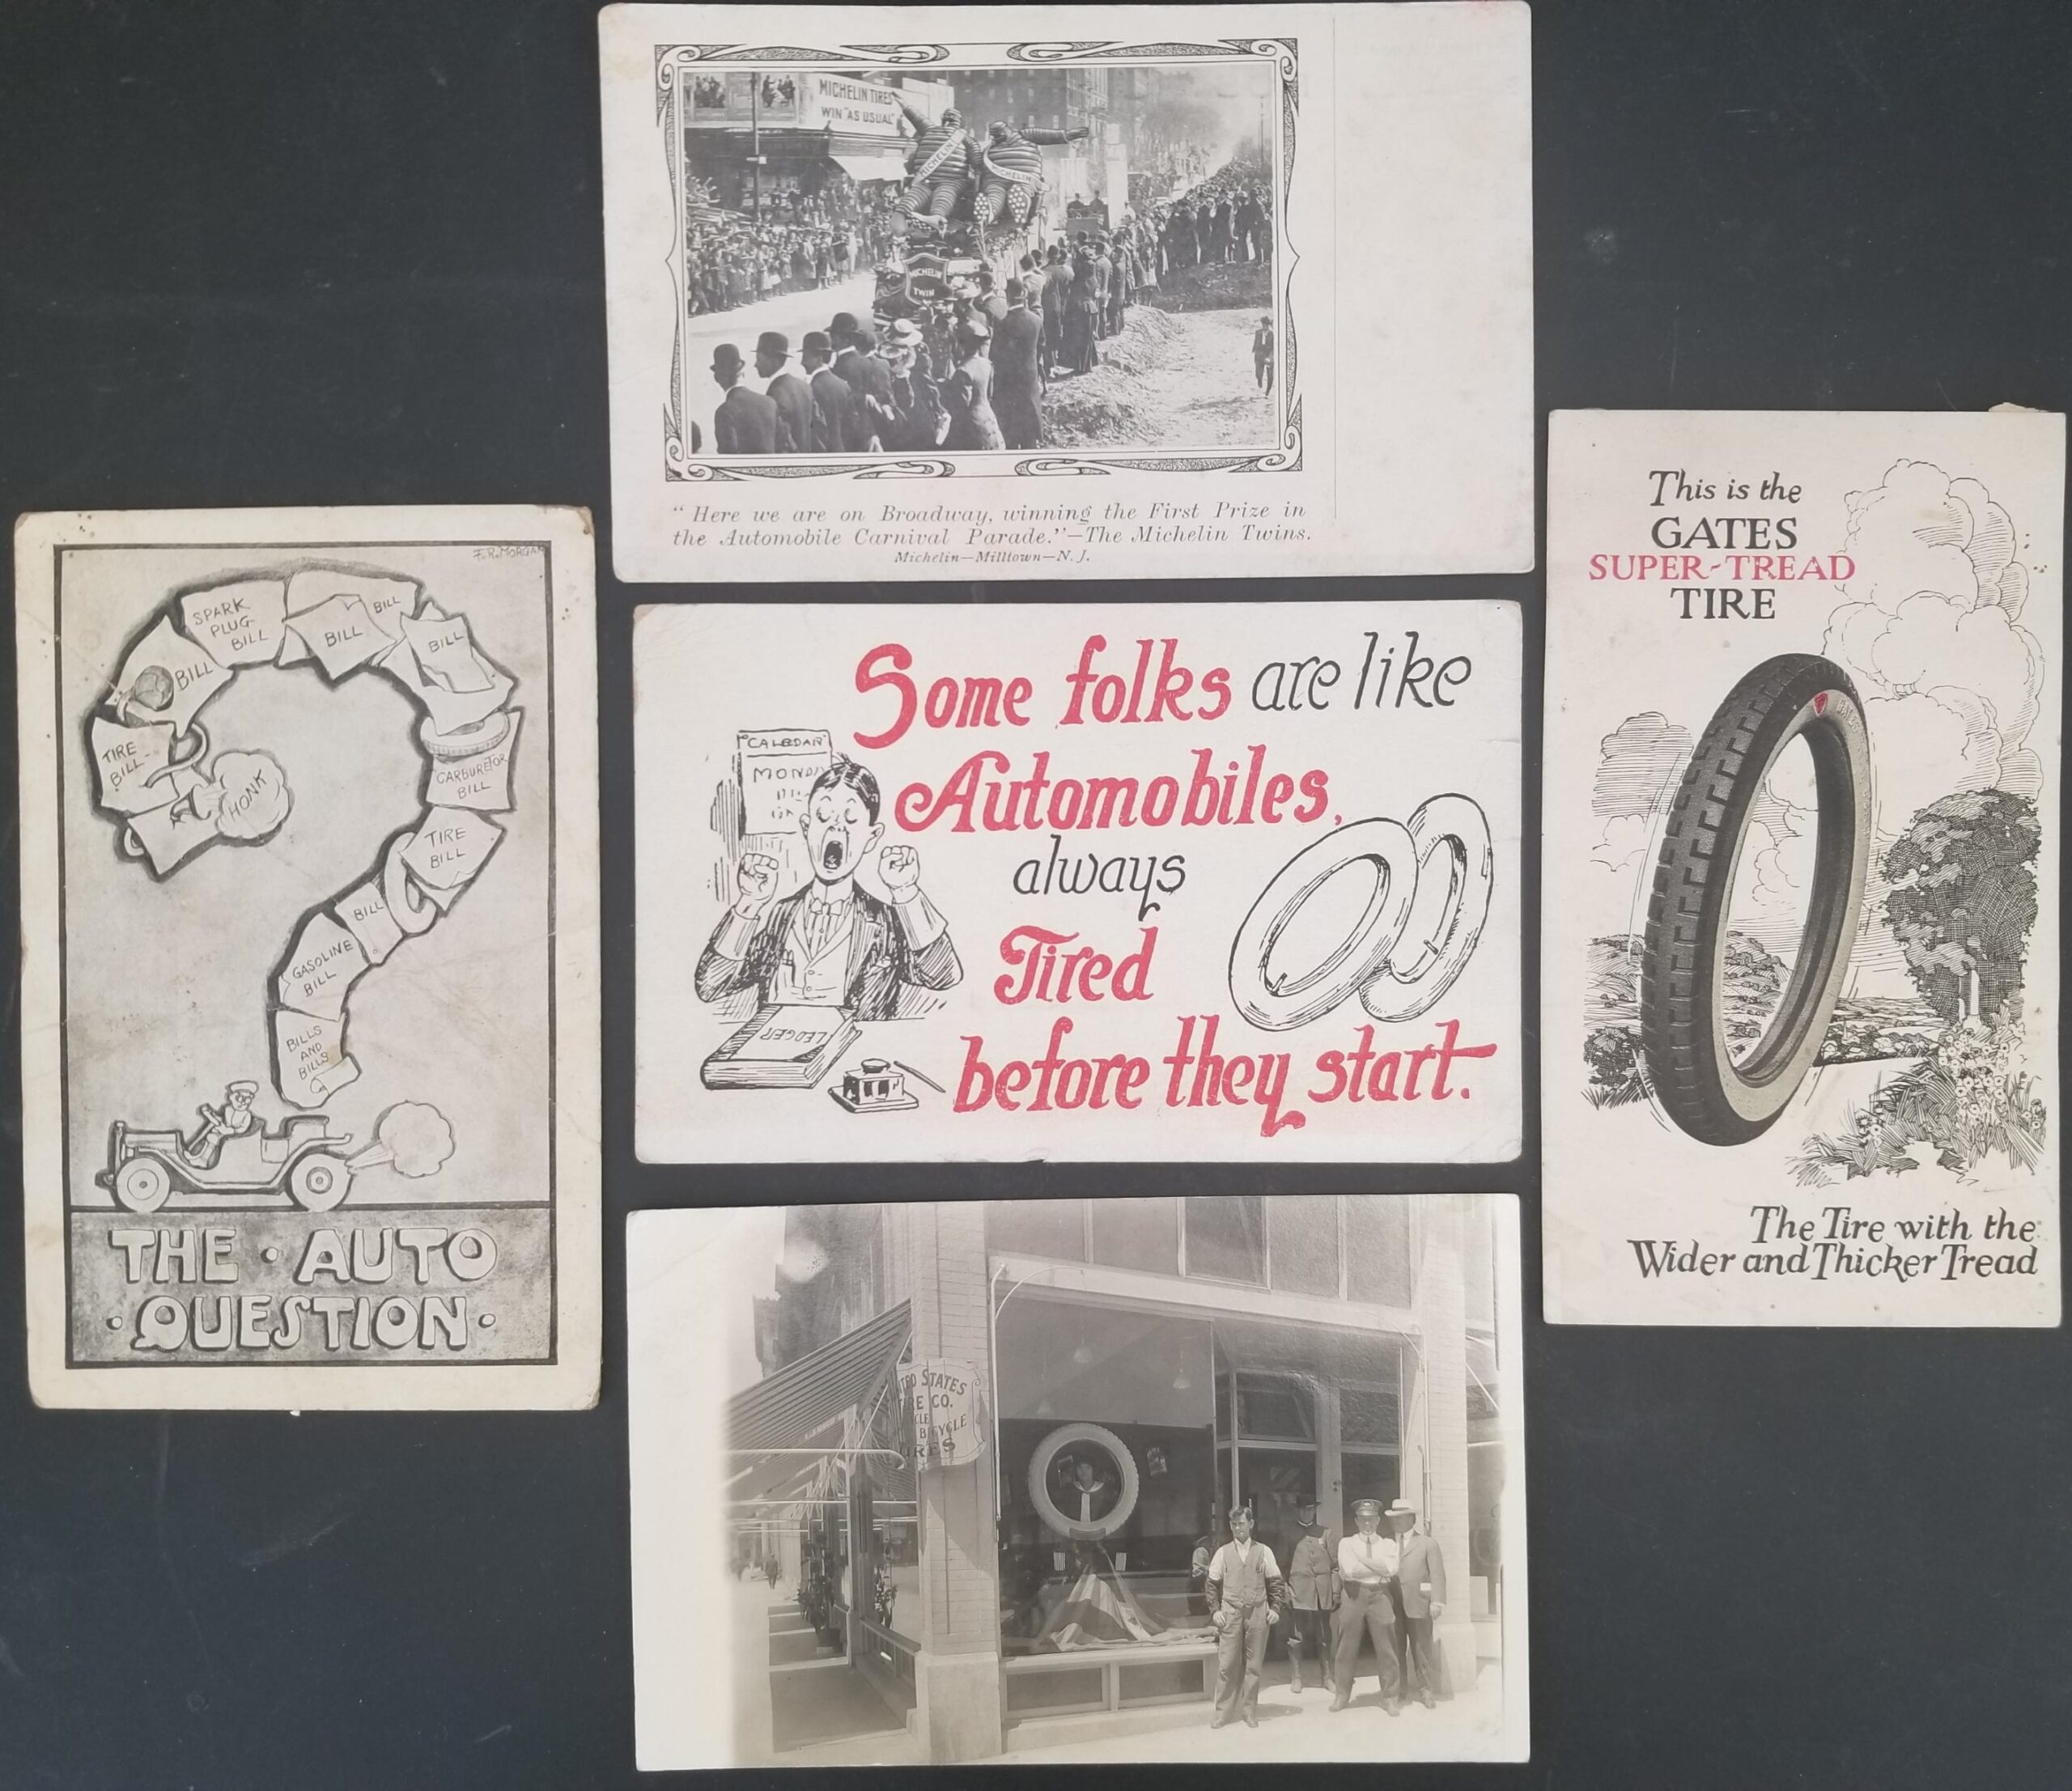 MICHELIN TIRES
WIN "AS USUAL"
MICHELIN
MICHELIN
MICHELIN
TWIN
"Here we are on Broadway, winning the First Prize in
the Automobile Carnival Parade."—The Michelin Twins.
Michelin—Milltown—N. J.
F.R. MORGAN
SPARK
PLUG
BILL
BILL
BILL
BILL
BILL
TIRE
BILL
HONK
CARBURETOR
BILL
TIRE
BILL
BILL
GASOLINE
BILL
BILLS
AND
BILLS
THE • AUTO
• QUESTION •
Some folks are like
Automobiles,
always
Tired
before they start.
"CALEDAR"
MONDAY
LEDGER
This is the
GATES
SUPER-TREAD
TIRE
GATES
The Tire with the
Wider and Thicker Tread
STATES
CO.